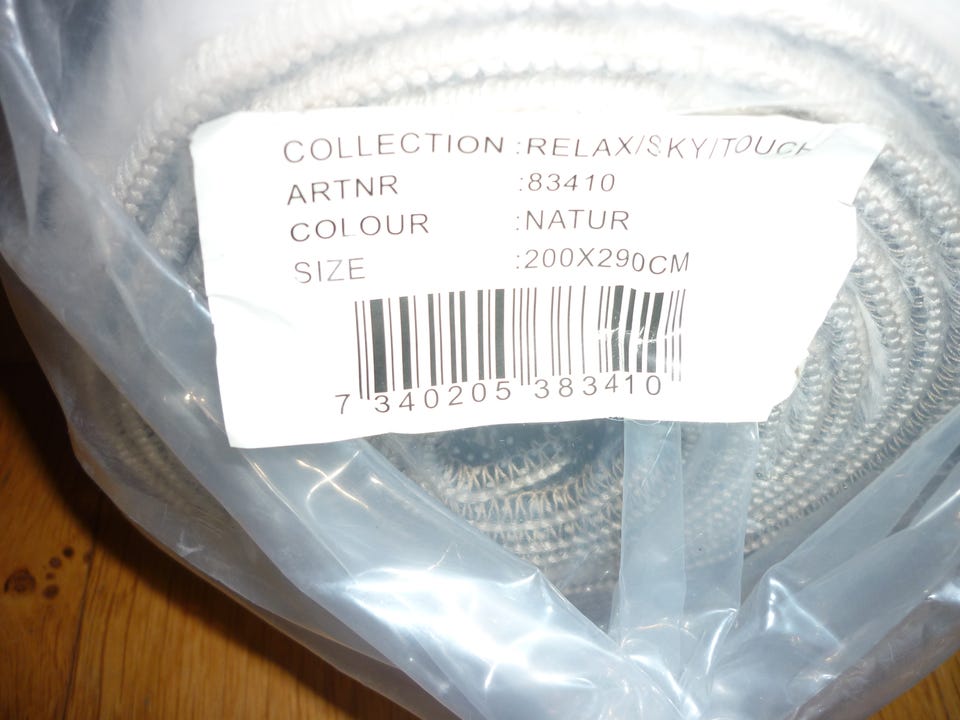 COLLECTION :RELAX/SKY/TOUCH
ARTNR :83410
COLOUR :NATUR
SIZE :200X290CM
7 340205 383410